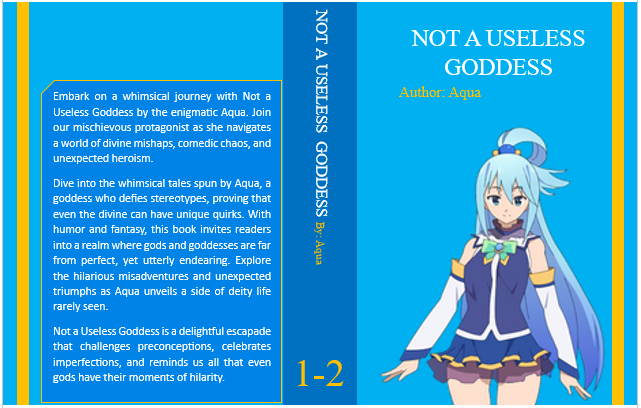 Embark on a whimsical journey with Not a
Useless Goddess by the enigmatic Aqua. Join
our mischievous protagonist as she navigates
a world of divine mishaps, comedic chaos, and
unexpected heroism.
Dive into the whimsical tales spun by Aqua, a
goddess who defies stereotypes, proving that
even the divine can have unique quirks. With
humor and fantasy, this book invites readers
into a realm where gods and goddesses are far
from perfect, yet utterly endearing. Explore
the hilarious misadventures and unexpected
triumphs as Aqua unveils a side of deity life
rarely seen.
Not a Useless Goddess is a delightful escapade
that challenges preconceptions, celebrates
imperfections, and reminds us all that even
gods have their moments of hilarity.
NOT A USELESS GODDESS By: Aqua
1-2
NOT A USELESS
GODDESS
Author: Aqua